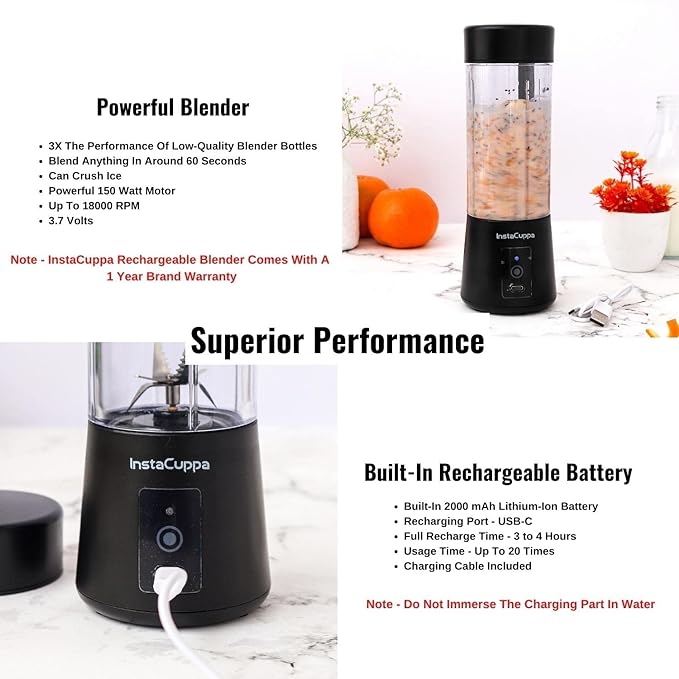 Powerful Blender
3X The Performance Of Low-Quality Blender Bottles
Blend Anything In Around 60 Seconds
Can Crush Ice
Powerful 150 Watt Motor
Up To 18000 RPM
3.7 Volts
Note - InstaCuppa Rechargeable Blender Comes With A
1 Year Brand Warranty
InstaCuppa
Superior Performance
InstaCuppa
Built-In Rechargeable Battery
Built-In 2000 mAh Lithium-Ion Battery
Recharging Port - USB-C
Full Recharge Time - 3 to 4 Hours
Usage Time - Up To 20 Times
Charging Cable Included
Note - Do Not Immerse The Charging Part In Water